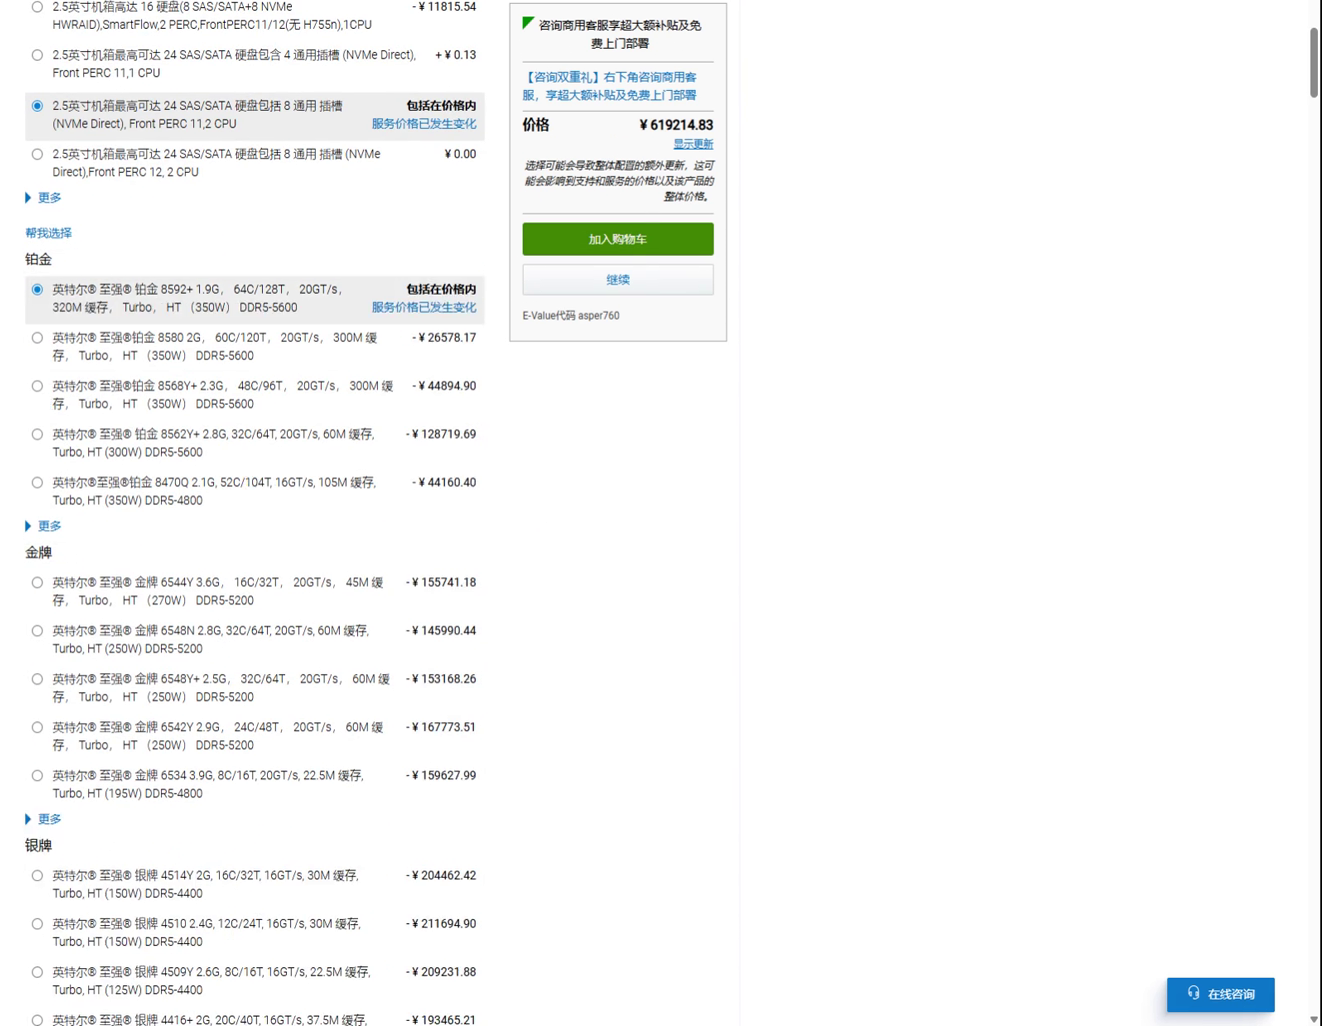 2.5英寸机箱高达 16 硬盘(8 SAS/SATA+8 NVMe
HWRAID),SmartFlow,2 PERC,FrontPERC11/12(无 H755n),1CPU
- ¥ 11815.54
2.5英寸机箱最高可达 24 SAS/SATA 硬盘包含 4 通用插槽 (NVMe Direct),
Front PERC 11,1 CPU
+ ¥ 0.13
2.5英寸机箱最高可达 24 SAS/SATA 硬盘包括 8 通用 插槽
(NVMe Direct), Front PERC 11,2 CPU
包括在价格内
服务价格已发生变化
2.5英寸机箱最高可达 24 SAS/SATA 硬盘包括 8 通用 插槽 (NVMe
Direct),Front PERC 12, 2 CPU
¥ 0.00
更多
帮我选择
铂金
英特尔® 至强® 铂金 8592+ 1.9G， 64C/128T， 20GT/s，
320M 缓存， Turbo， HT （350W） DDR5-5600
包括在价格内
服务价格已发生变化
英特尔® 至强®铂金 8580 2G， 60C/120T， 20GT/s， 300M 缓
存， Turbo， HT （350W） DDR5-5600
- ¥ 26578.17
英特尔® 至强®铂金 8568Y+ 2.3G， 48C/96T， 20GT/s， 300M 缓
存， Turbo， HT （350W） DDR5-5600
- ¥ 44894.90
英特尔® 至强® 铂金 8562Y+ 2.8G, 32C/64T, 20GT/s, 60M 缓存,
Turbo, HT (300W) DDR5-5600
- ¥ 128719.69
英特尔®至强®铂金 8470Q 2.1G, 52C/104T, 16GT/s, 105M 缓存,
Turbo, HT (350W) DDR5-4800
- ¥ 44160.40
更多
金牌
英特尔® 至强® 金牌 6544Y 3.6G， 16C/32T， 20GT/s， 45M 缓
存， Turbo， HT （270W） DDR5-5200
- ¥ 155741.18
英特尔® 至强® 金牌 6548N 2.8G, 32C/64T, 20GT/s, 60M 缓存,
Turbo, HT (250W) DDR5-5200
- ¥ 145990.44
英特尔® 至强® 金牌 6548Y+ 2.5G， 32C/64T， 20GT/s， 60M 缓
存， Turbo， HT （250W） DDR5-5200
- ¥ 153168.26
英特尔® 至强® 金牌 6542Y 2.9G， 24C/48T， 20GT/s， 60M 缓
存， Turbo， HT （250W） DDR5-5200
- ¥ 167773.51
英特尔® 至强® 金牌 6534 3.9G, 8C/16T, 20GT/s, 22.5M 缓存,
Turbo, HT (195W) DDR5-4800
- ¥ 159627.99
更多
银牌
英特尔® 至强® 银牌 4514Y 2G, 16C/32T, 16GT/s, 30M 缓存,
Turbo, HT (150W) DDR5-4400
- ¥ 204462.42
英特尔® 至强® 银牌 4510 2.4G, 12C/24T, 16GT/s, 30M 缓存,
Turbo, HT (150W) DDR5-4400
- ¥ 211694.90
英特尔® 至强® 银牌 4509Y 2.6G, 8C/16T, 16GT/s, 22.5M 缓存,
Turbo, HT (125W) DDR5-4400
- ¥ 209231.88
英特尔® 至强® 银牌 4416+ 2G, 20C/40T, 16GT/s, 37.5M 缓存,
- ¥ 193465.21
咨询商用客服享超大额补贴及免
费上门部署
【咨询双重礼】右下角咨询商用客
服，享超大额补贴及免费上门部署
价格
¥ 619214.83
显示更新
选择可能会导致整体配置的额外更新，这可
能会影响到支持和服务的价格以及该产品的
整体价格。
加入购物车
继续
E-Value代码 asper760
在线咨询